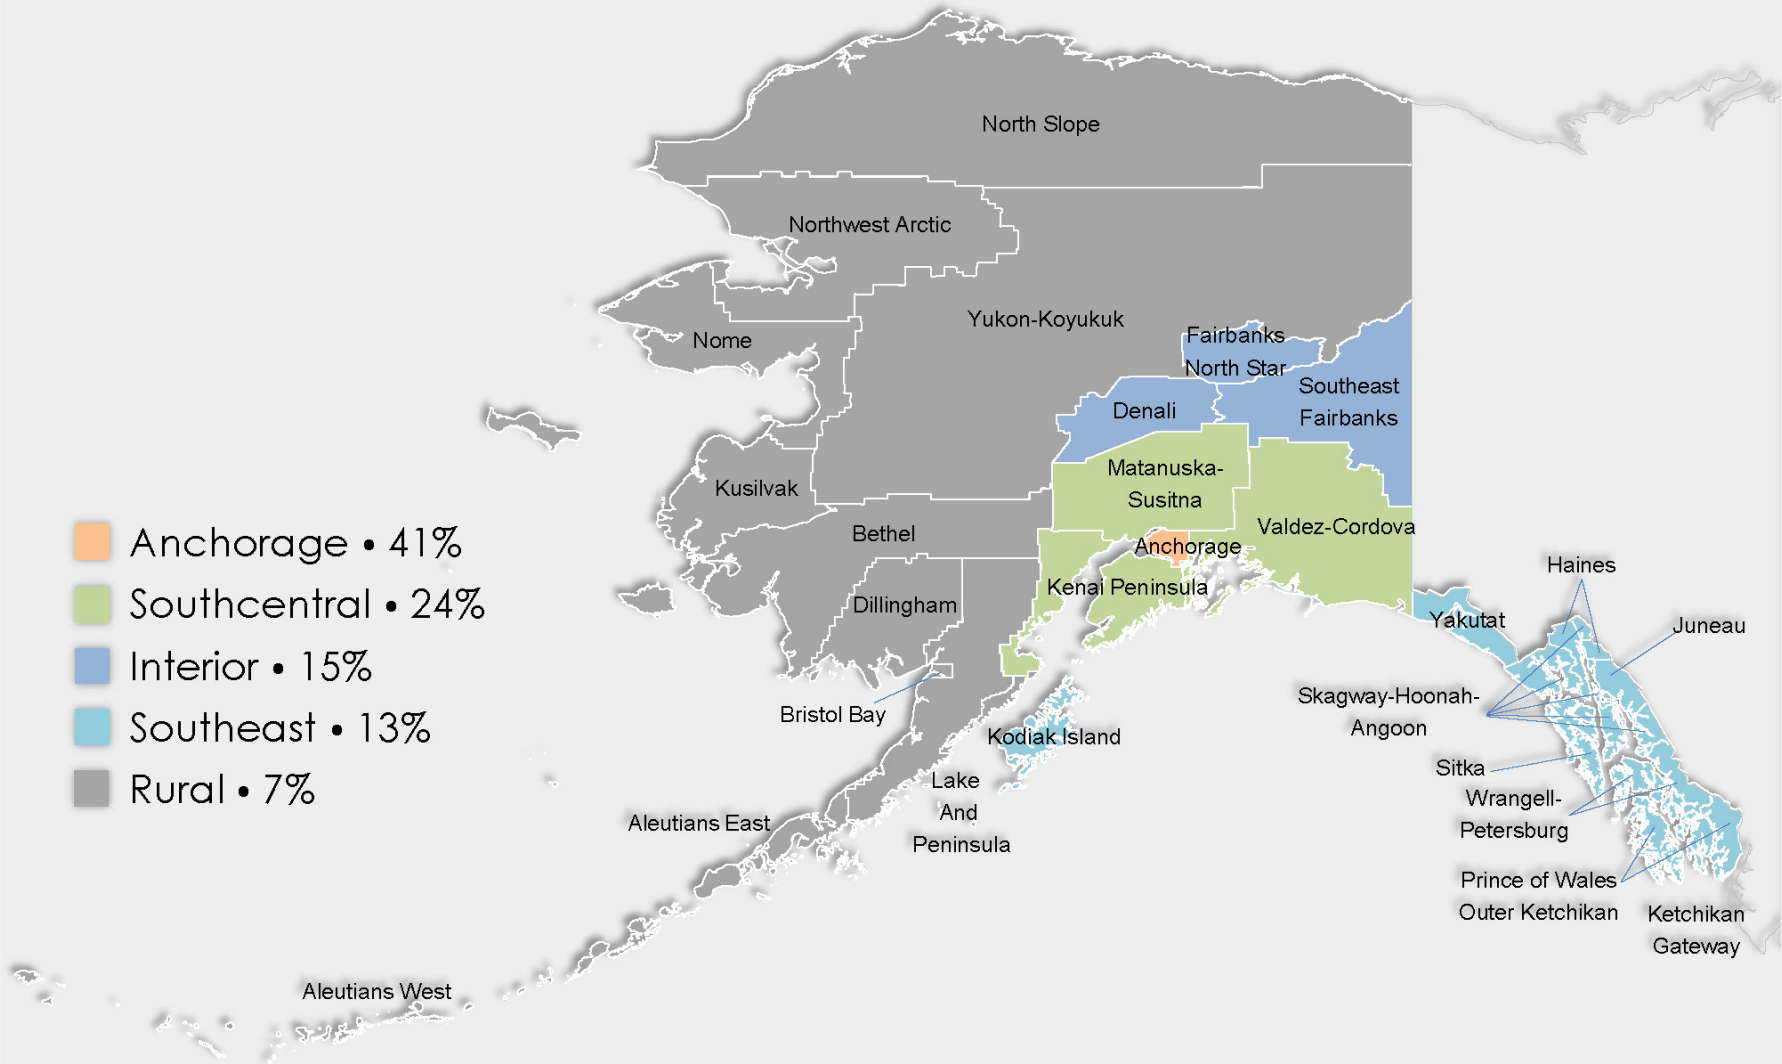 North Slope
Northwest Arctic
Yukon-Koyukuk
Nome
Fairbanks
North Star
Southeast
Fairbanks
Denali
Matanuska-
Susitna
Kusilvak
Valdez-Cordova
Bethel
Anchorage
Kenai Peninsula
Dillingham
Haines
Yakutat
Juneau
Skagway-Hoonah-
Angoon
Bristol Bay
Kodiak Island
Sitka
Lake
And
Peninsula
Wrangell-
Petersburg
Aleutians East
Prince of Wales
Outer Ketchikan
Ketchikan
Gateway
Aleutians West
Anchorage • 41%
Southcentral • 24%
Interior • 15%
Southeast • 13%
Rural • 7%